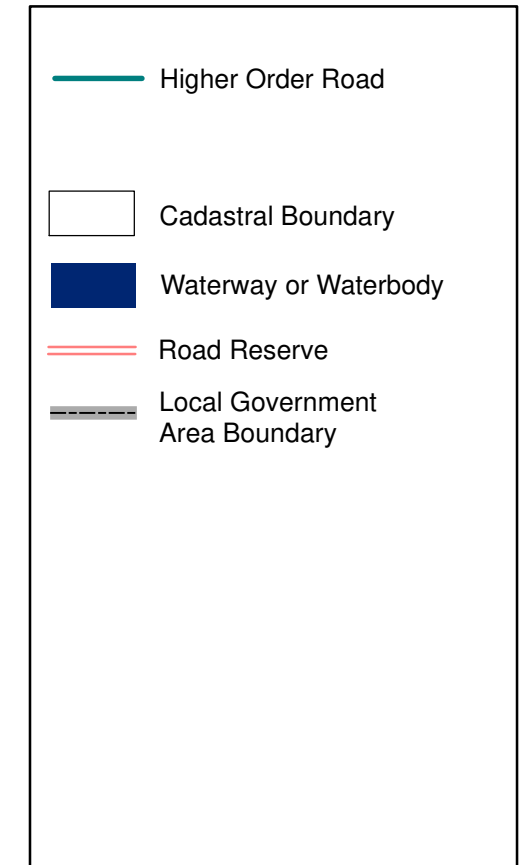 Higher Order Road
Cadastral Boundary
Waterway or Waterbody
Road Reserve
Local Government
Area Boundary